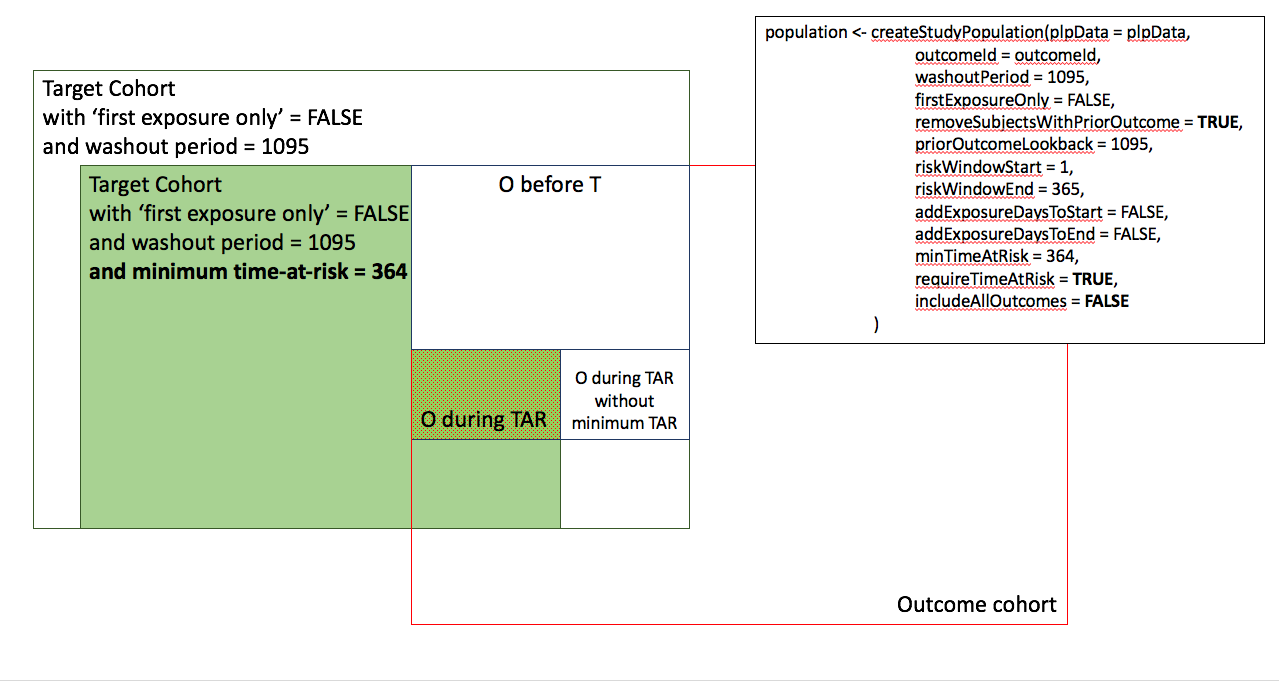 population <- createStudyPopulation(plpData = plpData,
outcomeId = outcomeId,
washoutPeriod = 1095,
firstExposureOnly = FALSE,
removeSubjectsWithPriorOutcome = TRUE,
priorOutcomeLookback = 1095,
riskWindowStart = 1,
riskWindowEnd = 365,
addExposureDaysToStart = FALSE,
addExposureDaysToEnd = FALSE,
minTimeAtRisk = 364,
requireTimeAtRisk = TRUE,
includeAllOutcomes = FALSE
)
Target Cohort
with ‘first exposure only’ = FALSE
and washout period = 1095
Target Cohort
with ‘first exposure only’ = FALSE
and washout period = 1095
and minimum time-at-risk = 364
O before T
O during TAR
O during TAR
without
minimum TAR
Outcome cohort